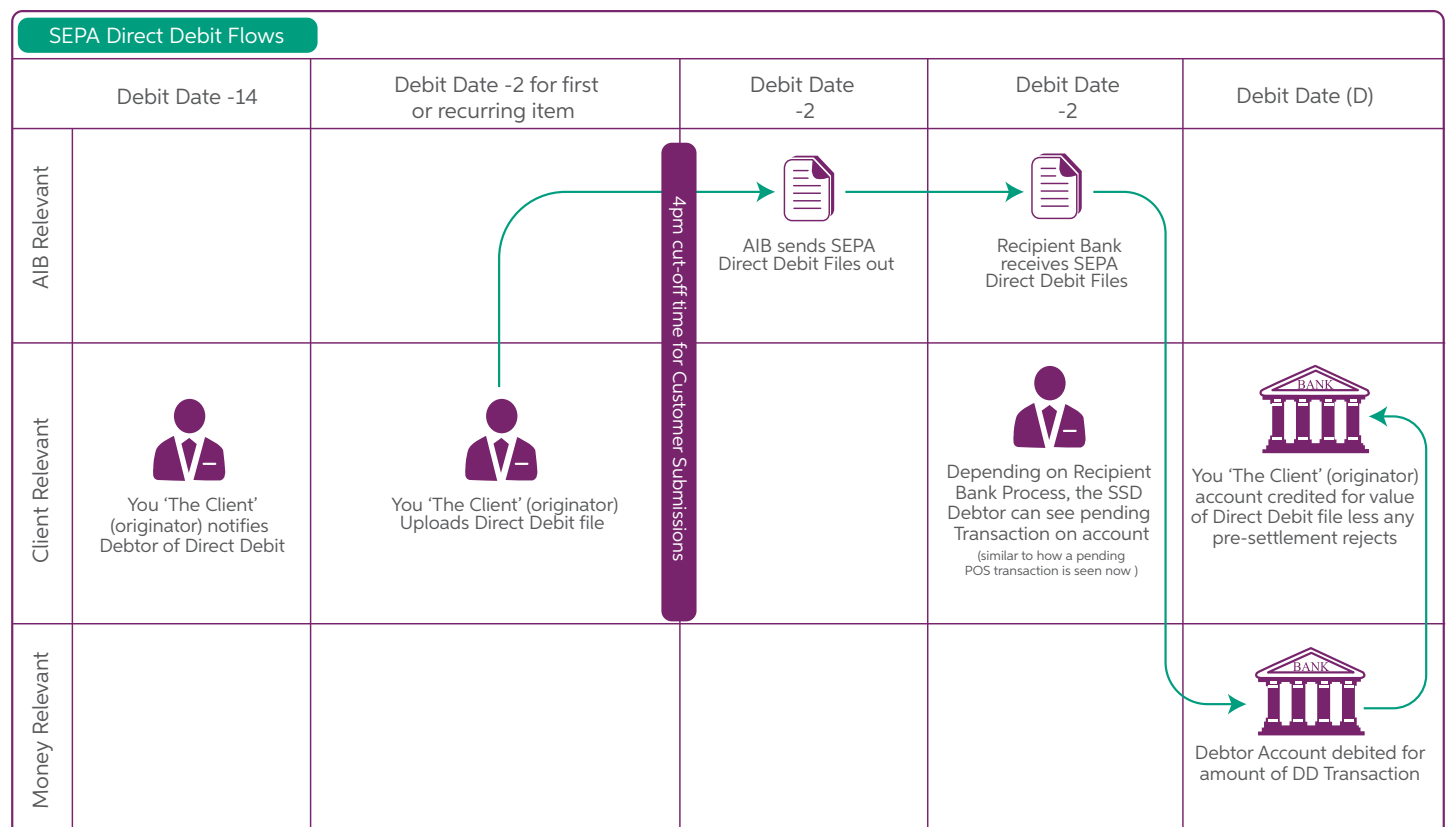 SEPA Direct Debit Flows
Debit Date -14
Debit Date -2 for first
or recurring item
Debit Date
-2
Debit Date
-2
Debit Date (D)
AIB Relevant
4pm cut-off time for Customer Submissions
AIB sends SEPA
Direct Debit Files out
Recipient Bank
receives SEPA
Direct Debit Files
Client Relevant
You 'The Client'
(originator) notifies
Debtor of Direct Debit
You 'The Client' (originator)
Uploads Direct Debit file
Depending on Recipient
Bank Process, the SSD
Debtor can see pending
Transaction on account
(similar to how a pending
POS transaction is seen now )
BANK
You 'The Client' (originator)
account credited for value
of Direct Debit file less any
pre-settlement rejects
Money Relevant
BANK
Debtor Account debited for
amount of DD Transaction